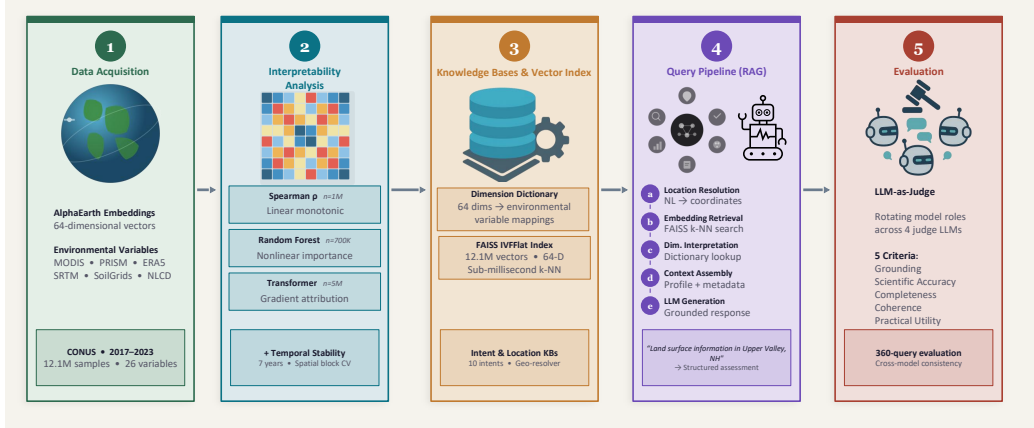 1
Data Acquisition
AlphaEarth Embeddings
64-dimensional vectors
Environmental Variables
MODIS • PRISM • ERA5
SRTM • SoilGrids • NLCD
CONUS • 2017–2023
12.1M samples • 26 variables
2
Interpretability
Analysis
Spearman ρ n=1M
Linear monotonic
Random Forest n=700K
Nonlinear importance
Transformer n=5M
Gradient attribution
+ Temporal Stability
7 years • Spatial block CV
3
Knowledge Bases & Vector Index
Dimension Dictionary
64 dims → environmental
variable mappings
FAISS IVFFlat Index
12.1M vectors • 64-D
Sub-millisecond k-NN
Intent & Location KBs
10 intents • Geo-resolver
4
Query Pipeline (RAG)
a Location Resolution
NL → coordinates
b Embedding Retrieval
FAISS k-NN search
c Dim. Interpretation
Dictionary lookup
d Context Assembly
Profile + metadata
e LLM Generation
Grounded response
"Land surface information in Upper Valley,
NH"
→ Structured assessment
5
Evaluation
LLM-as-Judge
Rotating model roles
across 4 judge LLMs
5 Criteria:
Grounding
Scientific Accuracy
Completeness
Coherence
Practical Utility
360-query evaluation
Cross-model consistency